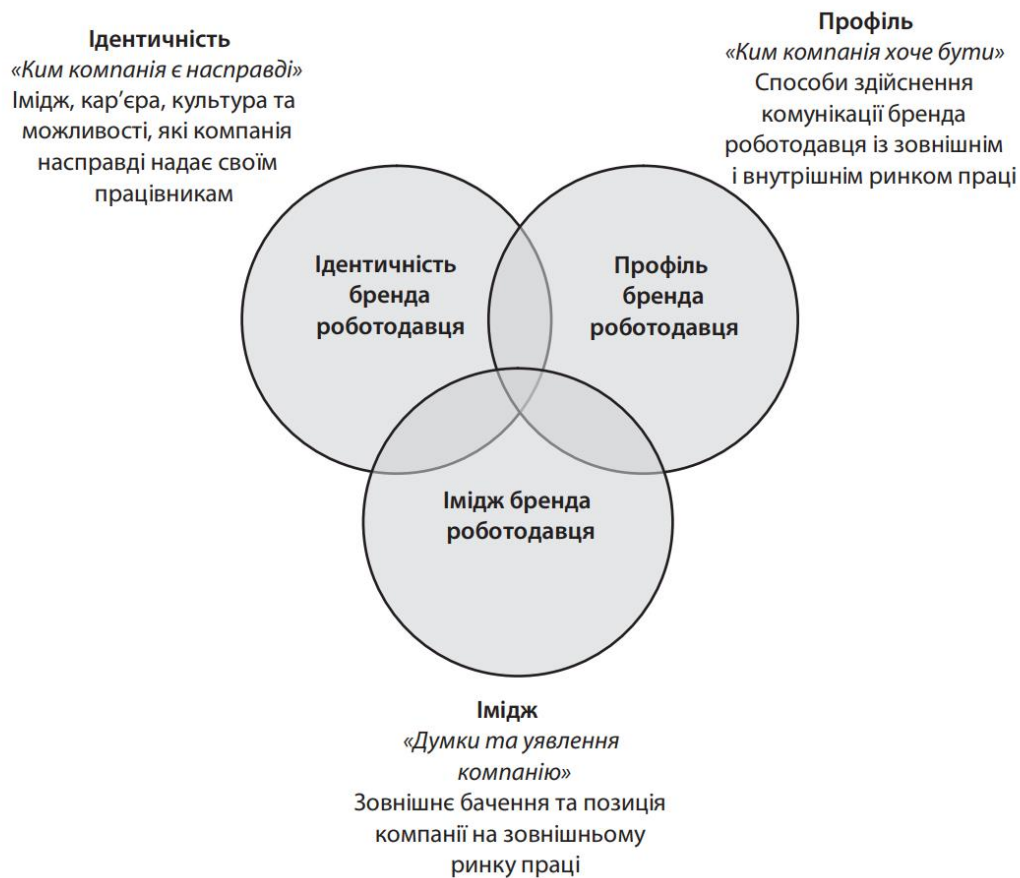 Ідентичність
«Ким компанія є насправді»
Імідж, кар’єра, культура та
можливості, які компанія
насправді надає своїм
працівникам
Профіль
«Ким компанія хоче бути»
Способи здійснення
комунікації бренда
роботодавця із зовнішнім
і внутрішнім ринком праці
Ідентичність
бренда
роботодавця
Профіль
бренда
роботодавця
Імідж бренда
роботодавця
Імідж
«Думки та уявлення
компанію»
Зовнішнє бачення та позиція
компанії на зовнішньому
ринку праці